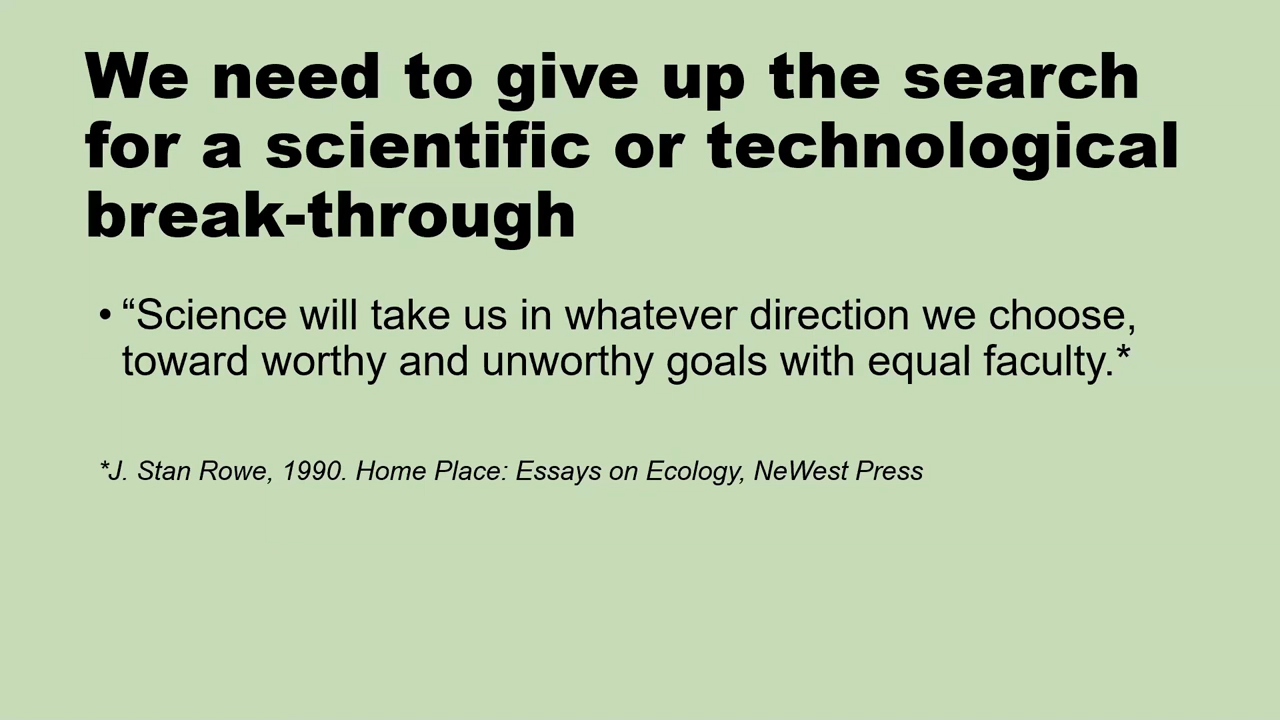 We need to give up the search
for a scientific or technological
break-through
• “Science will take us in whatever direction we choose,
toward worthy and unworthy goals with equal faculty.*
*J. Stan Rowe, 1990. Home Place: Essays on Ecology, NeWest Press